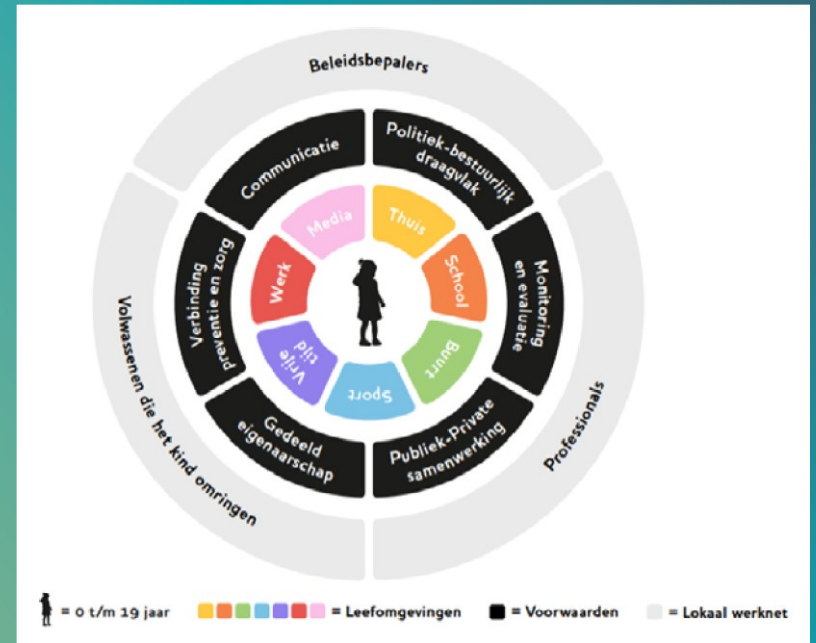 Beleidsbepalers
Communicatie
Politiek-bestuurlijk
draagvlak
Media
Thuis
Verbinding
preventie en zorg
Werk
School
Monitoring
en evaluatie
Vrije
tijd
Buurt
Sport
Gedeeld
eigenaarschap
Publiek-Private
samenwerking
Volwassenen die het kind omringen
Professionals
= 0 t/m 19 jaar
= Leefomgevingen
= Voorwaarden
= Lokaal werknet